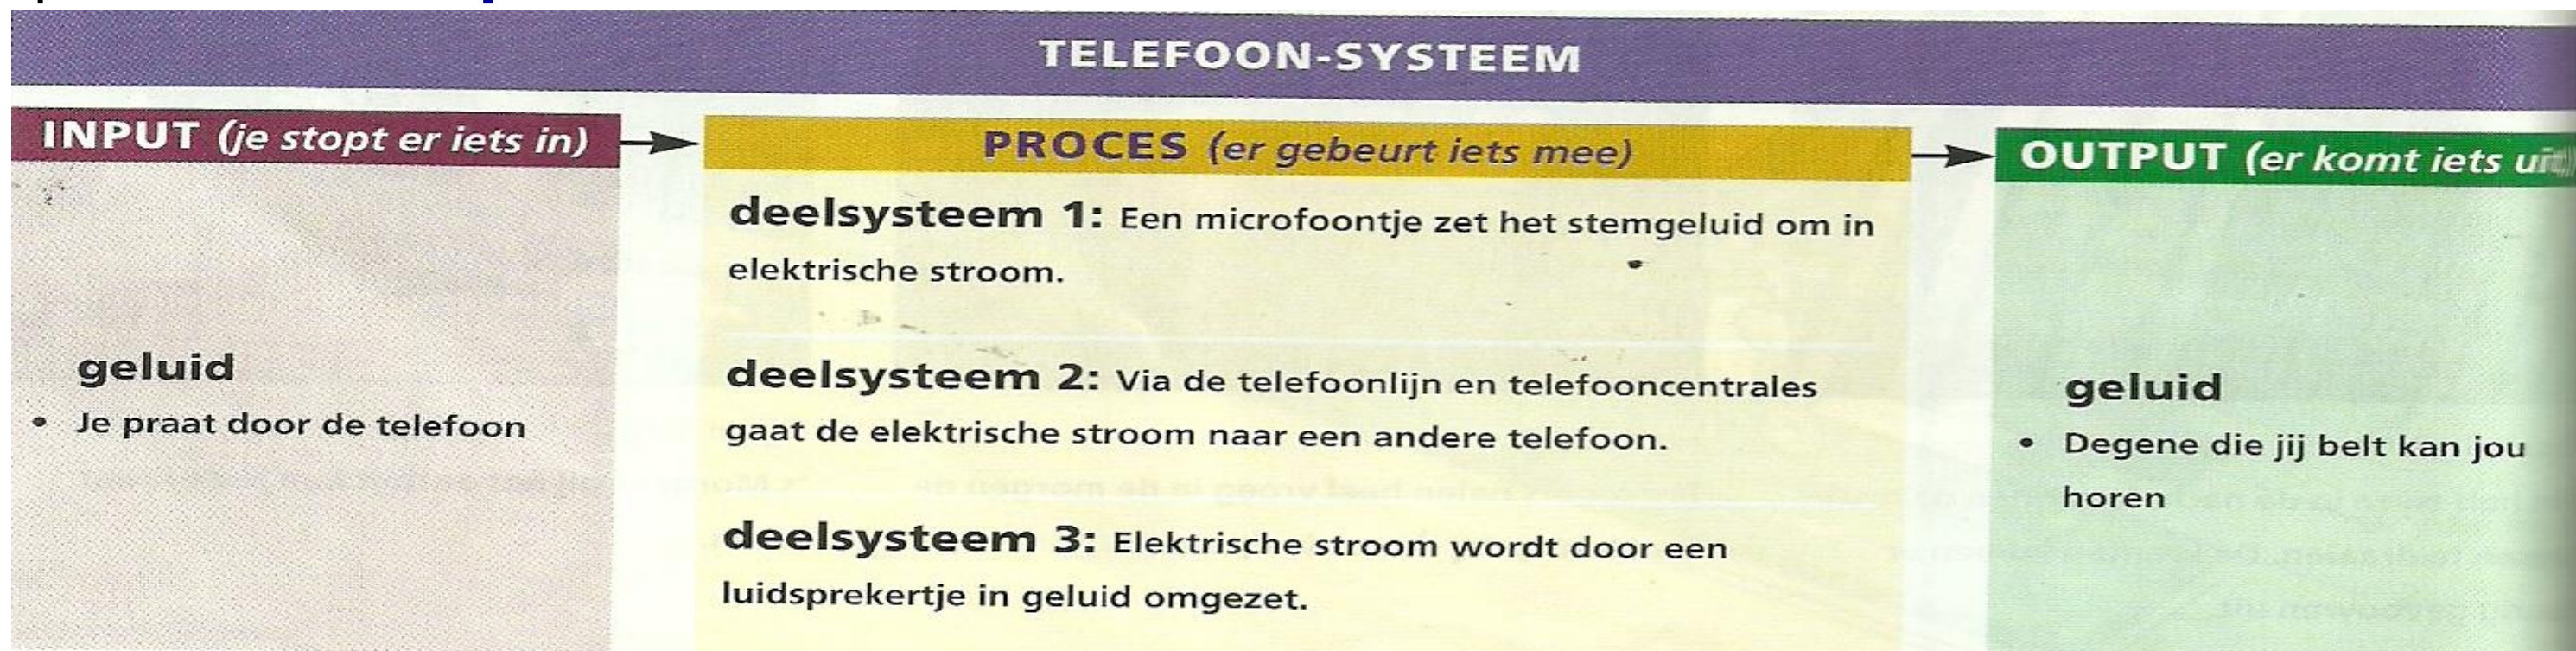 TELEFOON-SYSTEEM
INPUT (je stopt er iets in)
geluid
• Je praat door de telefoon
PROCES (er gebeurt iets mee)
deelsysteem 1: Een microfoontje zet het stemgeluid om in
elektrische stroom.
deelsysteem 2: Via de telefoonlijn en telefooncentrales
gaat de elektrische stroom naar een andere telefoon.
deelsysteem 3: Elektrische stroom wordt door een
luidsprekertje in geluid omgezet.
OUTPUT (er komt iets
geluid
• Degene die jij belt kan jou
horen